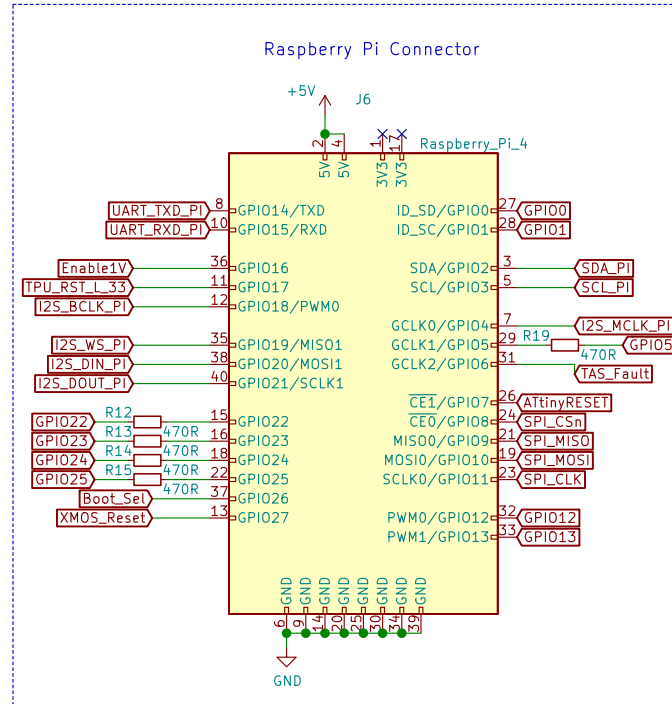 Raspberry Pi Connector
+5V
J6
Raspberry_Pi_4
2 4 1 17
5V 5V 3V3 3V3
UART_TXD_PI 8 GPIO14/TXD ID_SD/GPIO0 27 GPIO0
UART_RXD_PI 10 GPIO15/RXD ID_SC/GPIO1 28 GPIO1
Enable1V 36 GPIO16 SDA/GPIO2 3 SDA_PI
TPU_RST_L_33 11 GPIO17 SCL/GPIO3 5 SCL_PI
I2S_BCLK_PI 12 GPIO18/PWM0
GCLK0/GPIO4 7 I2S_MCLK_PI
I2S_WS_PI 35 GPIO19/MISO1 GCLK1/GPIO5 29 R19 470R GPIO5
I2S_DIN_PI 38 GPIO20/MOSI1 GCLK2/GPIO6 31 TAS_Fault
I2S_DOUT_PI 40 GPIO21/SCLK1
CE1/GPIO7 26 ATtinyRESET
GPIO22 R12 470R 15 GPIO22 CE0/GPIO8 24 SPI_CSn
GPIO23 R13 470R 16 GPIO23 MISO0/GPIO9 21 SPI_MISO
GPIO24 R14 470R 18 GPIO24 MOSI0/GPIO10 19 SPI_MOSI
GPIO25 R15 470R 22 GPIO25 SCLK0/GPIO11 23 SPI_CLK
Boot_Sel 37 GPIO26
XMOS_Reset 13 GPIO27 PWM0/GPIO12 32 GPIO12
PWM1/GPIO13 33 GPIO13
GND GND GND GND GND GND GND GND
6 9 14 20 25 30 34 39
GND